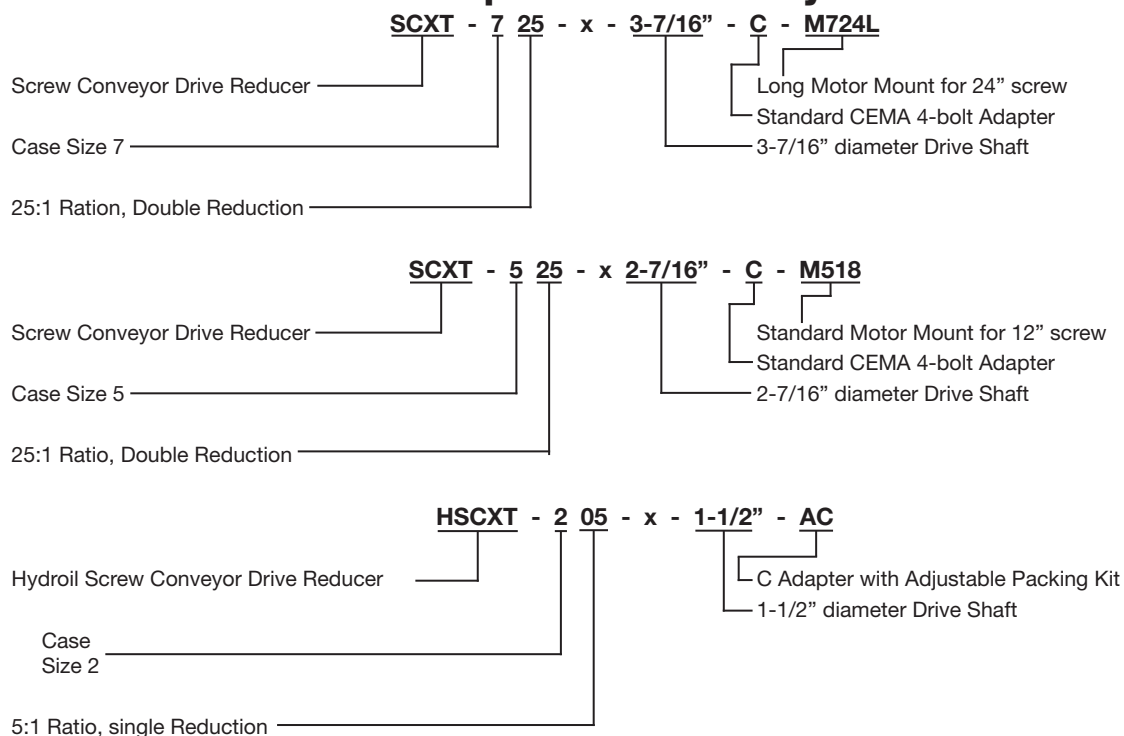 SCXT - 7 25 - x - 3-7/16” - C - M724L
Screw Conveyor Drive Reducer
Long Motor Mount for 24” screw
Standard CEMA 4-bolt Adapter
Case Size 7
3-7/16” diameter Drive Shaft
25:1 Ration, Double Reduction
SCXT - 5 25 - x 2-7/16” - C - M518
Screw Conveyor Drive Reducer
Standard Motor Mount for 12” screw
Standard CEMA 4-bolt Adapter
Case Size 5
2-7/16” diameter Drive Shaft
25:1 Ratio, Double Reduction
HSCXT - 2 05 - x - 1-1/2” - AC
Hydroil Screw Conveyor Drive Reducer
C Adapter with Adjustable Packing Kit
1-1/2” diameter Drive Shaft
Case
Size 2
5:1 Ratio, single Reduction